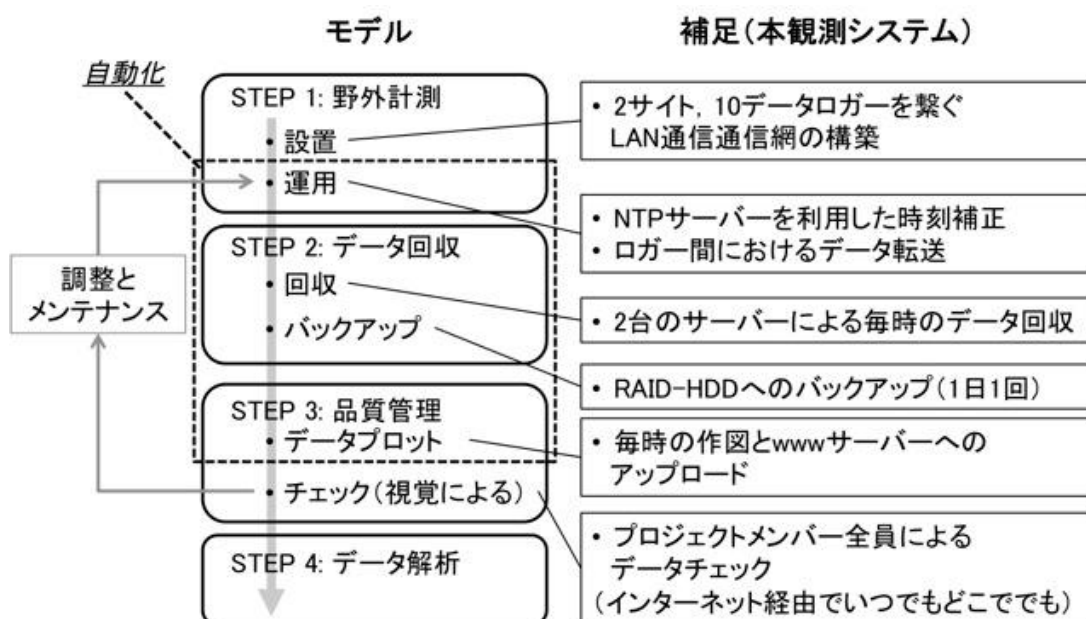 モデル
補足(本観測システム)
自動化
STEP 1: 野外計測
• 設置
• 運用
STEP 2: データ回収
• 回収
• バックアップ
STEP 3: 品質管理
• データプロット
• チェック(視覚による)
STEP 4: データ解析
調整と
メンテナンス
• 2サイト, 10データロガーを繋ぐ
LAN通信通信網の構築
• NTPサーバーを利用した時刻補正
• ロガー間におけるデータ転送
• 2台のサーバーによる毎時のデータ回収
• RAID-HDDへのバックアップ(1日1回)
• 毎時の作図とwwwサーバーへの
アップロード
• プロジェクトメンバー全員による
データチェック
(インターネット経由でいつでもどこででも)